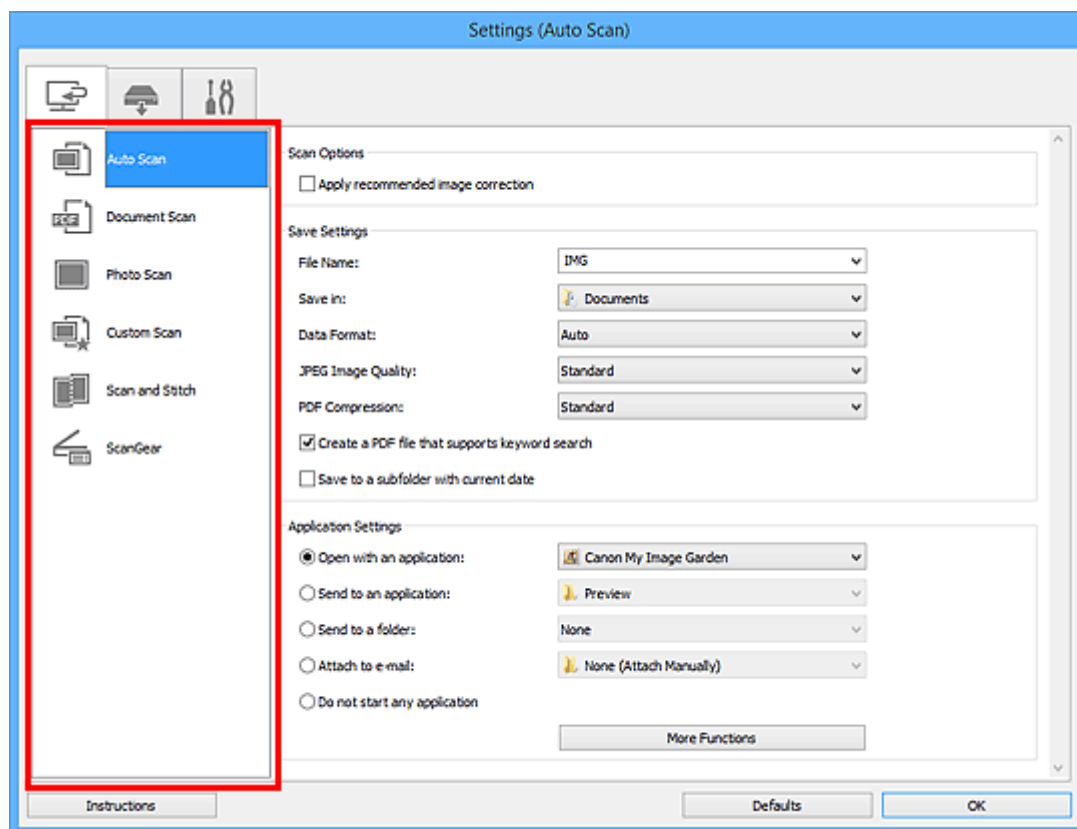 Settings (Auto Scan)
Auto Scan
PDF
Document Scan
Photo Scan
Custom Scan
Scan and Stitch
ScanGear
Scan Options
Apply recommended image correction
Save Settings
File Name: IMG
Save in: Documents
Data Format: Auto
JPEG Image Quality: Standard
PDF Compression: Standard
Create a PDF file that supports keyword search
Save to a subfolder with current date
Application Settings
Open with an application: Canon My Image Garden
Send to an application: Preview
Send to a folder: None
Attach to e-mail: None (Attach Manually)
Do not start any application
More Functions
Instructions Defaults OK